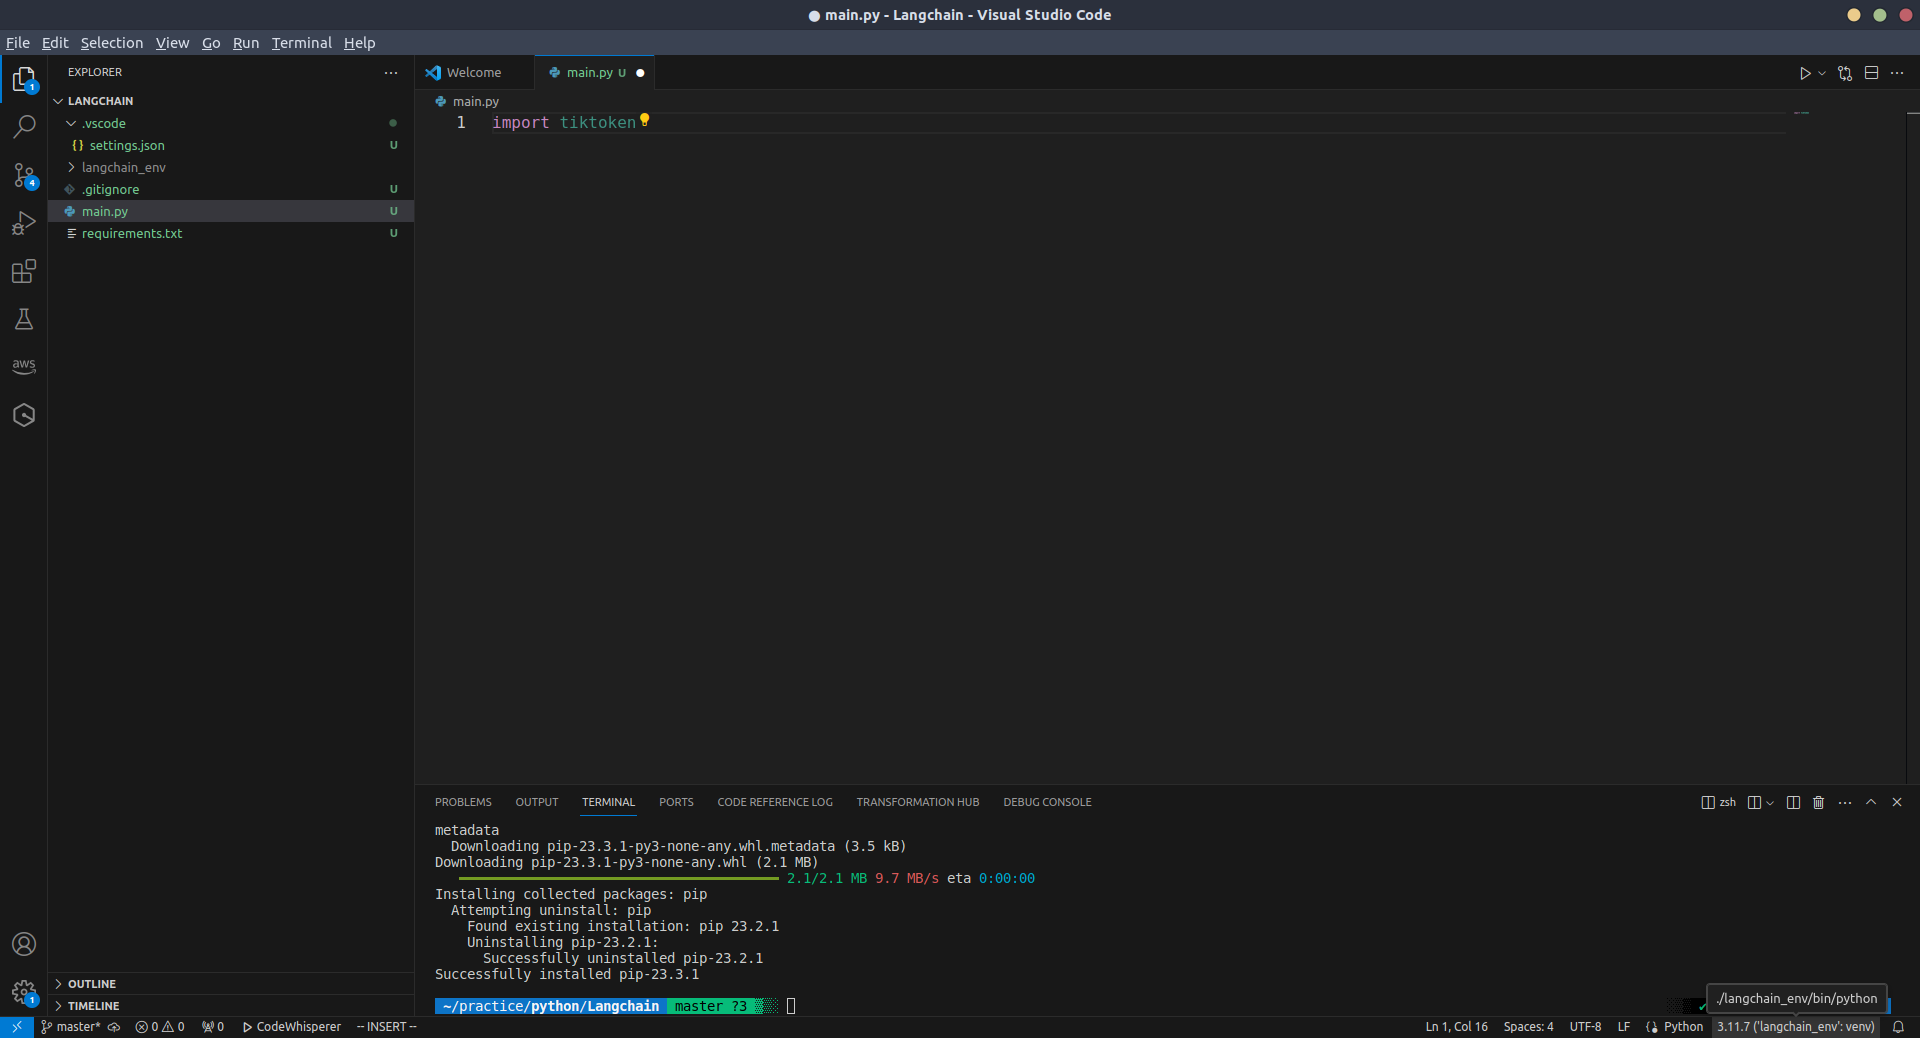 main.py - Langchain - Visual Studio Code
File Edit Selection View Go Run Terminal Help
EXPLORER
LANGCHAIN
.vscode
settings.json U
langchain_env
.gitignore U
main.py U
requirements.txt U
OUTLINE
TIMELINE
1
4
aws
1
Welcome main.py U
main.py
1 import tiktoken
PROBLEMS OUTPUT TERMINAL PORTS CODE REFERENCE LOG TRANSFORMATION HUB DEBUG CONSOLE zsh
metadata
Downloading pip-23.3.1-py3-none-any.whl.metadata (3.5 kB)
Downloading pip-23.3.1-py3-none-any.whl (2.1 MB)
2.1/2.1 MB 9.7 MB/s eta 0:00:00
Installing collected packages: pip
Attempting uninstall: pip
Found existing installation: pip 23.2.1
Uninstalling pip-23.2.1:
Successfully uninstalled pip-23.2.1
Successfully installed pip-23.3.1
~/practice/python/Langchain master ?3
./langchain_env/bin/python
master* 0 0 0 CodeWhisperer -- INSERT -- Ln 1, Col 16 Spaces: 4 UTF-8 LF Python 3.11.7 ('langchain_env': venv)